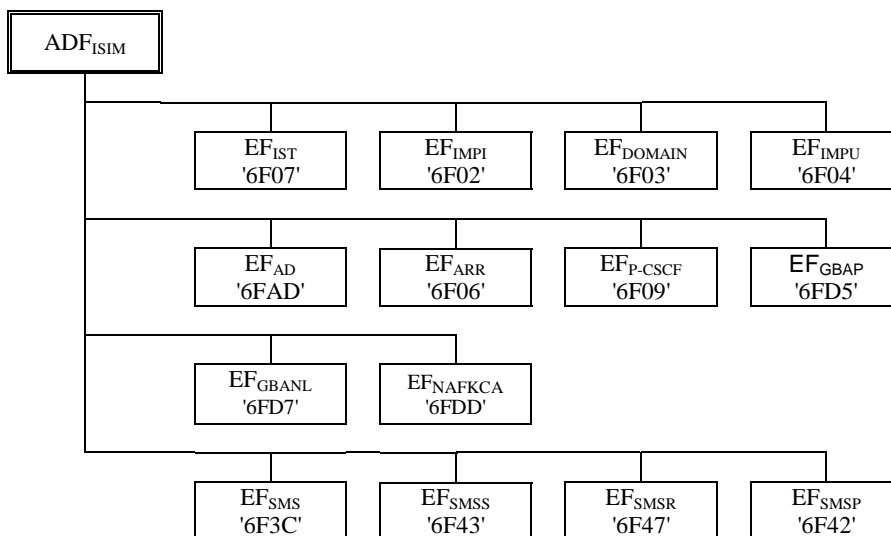 ADFISIM
EFIST
'6F07'
EFIMPI
'6F02'
EFDOMAIN
'6F03'
EFIMPU
'6F04'
EFAD
'6FAD'
EFARR
'6F06'
EFP-CSCF
'6F09'
EFGBAP
'6FD5'
EFGBANL
'6FD7'
EFNAFKCA
'6FDD'
EFSMS
'6F3C'
EFSMSS
'6F43'
EFSMSR
'6F47'
EFSMSP
'6F42'